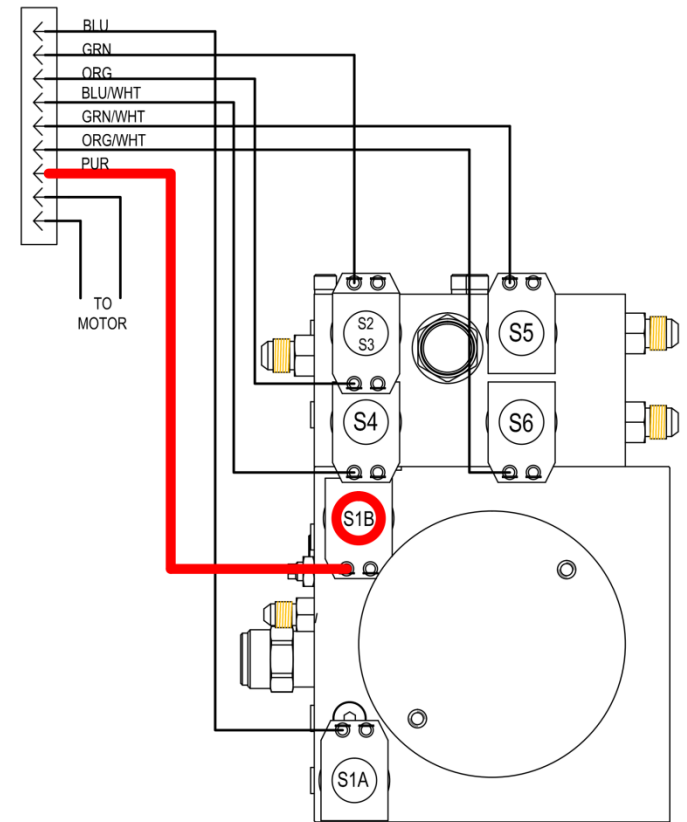 BLU
GRN
ORG
BLU/WHT
GRN/WHT
ORG/WHT
PUR
TO
MOTOR
S2
S3
S5
S4
S6
S1B
S1A